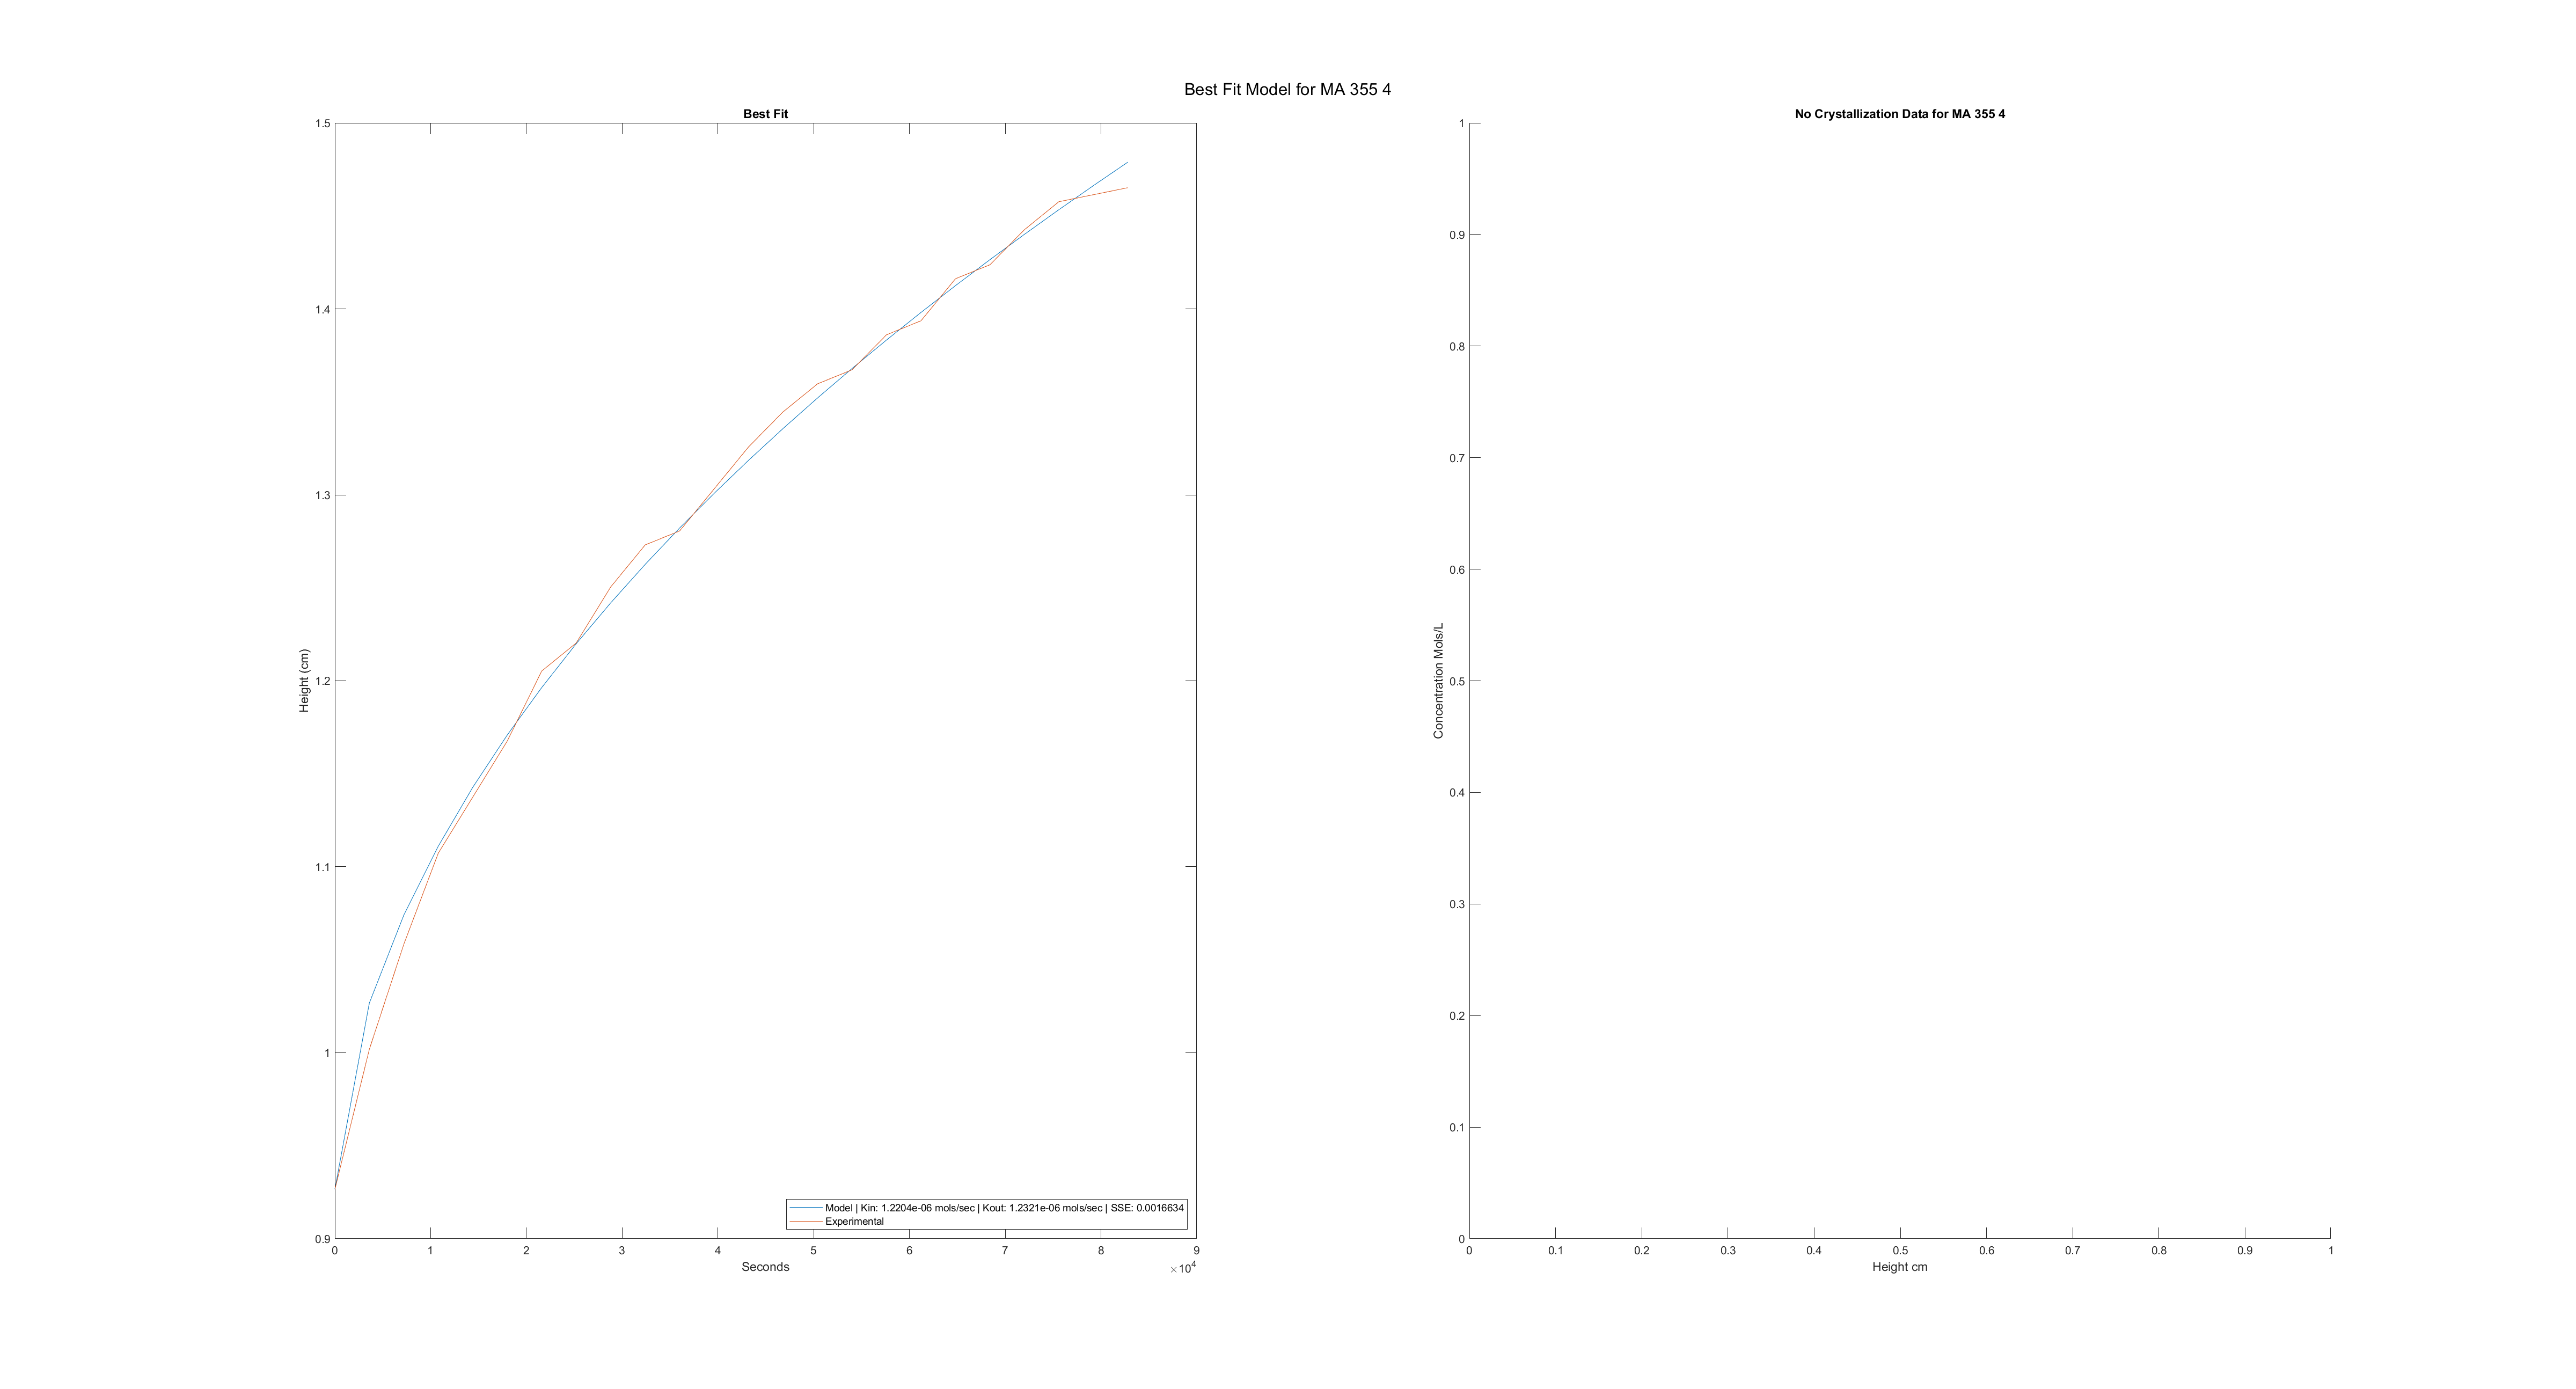 Best Fit Model for MA 355 4
Best Fit
1.5
1.4
1.3
1.2
1.1
1
0.9
Height (cm)
0 1 2 3 4 5 6 7 8 9
Seconds
×10^4
Model | Kin: 1.2204e-06 mols/sec | Kout: 1.2321e-06 mols/sec | SSE: 0.0016634
Experimental
No Crystallization Data for MA 355 4
1
0.9
0.8
0.7
0.6
0.5
0.4
0.3
0.2
0.1
0
Concentration Mols/L
0 0.1 0.2 0.3 0.4 0.5 0.6 0.7 0.8 0.9 1
Height cm